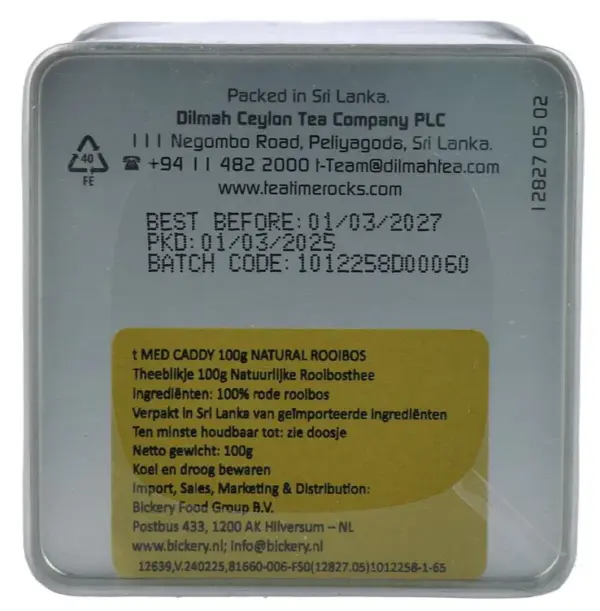 Packed in Sri Lanka.
Dilmah Ceylon Tea Company PLC
111 Negombo Road, Peliyagoda, Sri Lanka.
☎ +94 11 482 2000 t-Team@dilmahtea.com
www.teatimerocks.com
40
FE
12827 05 02
BEST BEFORE:01/03/2027
PKD:01/03/2025
BATCH CODE:1012258D00060
t MED CADDY 100g NATURAL ROOIBOS
Theeblikje 100g Natuurlijke Rooibosthee
Ingrediënten: 100% rode rooibos
Verpakt in Sri Lanka van geïmporteerde ingrediënten
Ten minste houdbaar tot: zie doosje
Netto gewicht: 100g
Koel en droog bewaren
Import, Sales, Marketing & Distribution:
Bickery Food Group B.V.
Postbus 433, 1200 AK Hilversum – NL
www.bickery.nl; info@bickery.nl
12639,V.240225,81660-006-FS0(12827.05)1012258-1-65